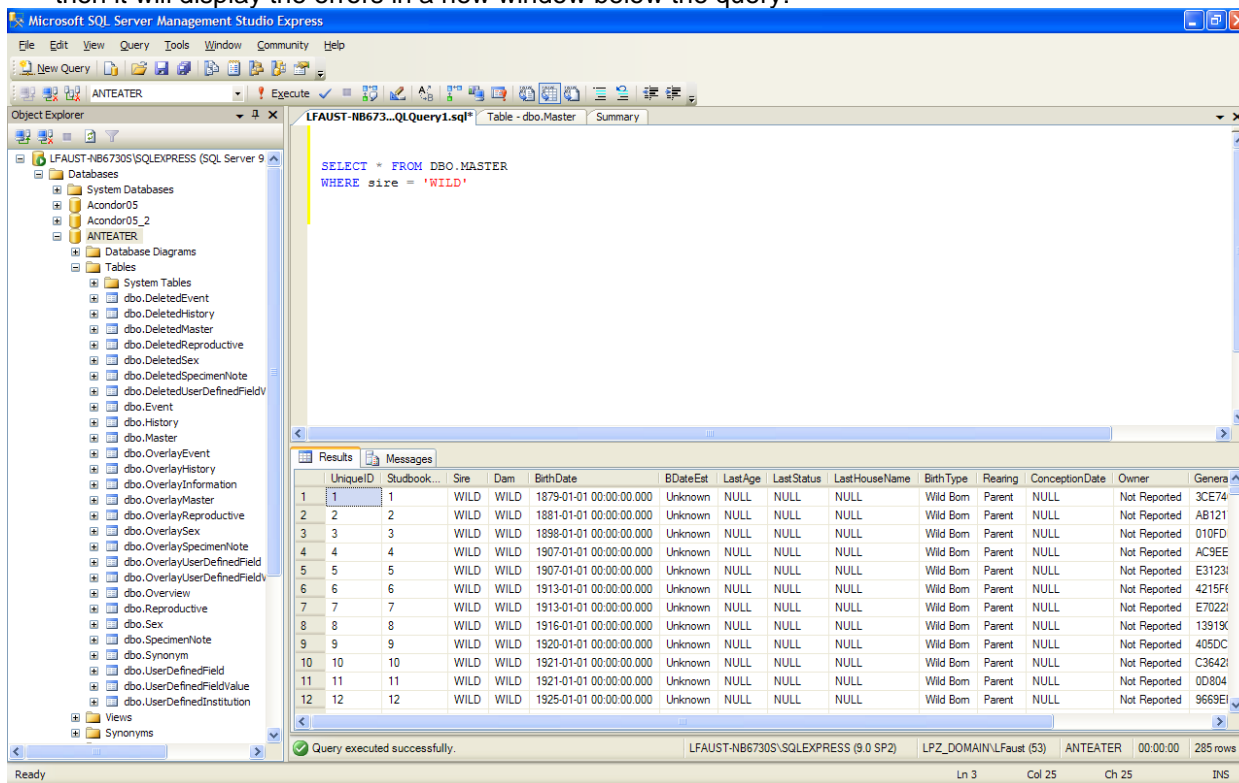 then it will display the errors in a new window below the query.
Microsoft SQL Server Management Studio Express
File Edit View Query Tools Window Community Help
New Query
ANTEATER Execute
Object Explorer
LFAUST-NB673...QLQuery1.sql* Table - dbo.Master Summary
LFAUST-NB6730S\SQLEXPRESS (SQL Server 9
Databases
System Databases
Acondor05
Acondor05_2
ANTEATER
Database Diagrams
Tables
System Tables
dbo.DeletedEvent
dbo.DeletedHistory
dbo.DeletedMaster
dbo.DeletedReproductive
dbo.DeletedSex
dbo.DeletedSpecimenNote
dbo.DeletedUserDefinedFieldV
dbo.Event
dbo.History
dbo.Master
dbo.OverlayEvent
dbo.OverlayHistory
dbo.OverlayInformation
dbo.OverlayMaster
dbo.OverlayReproductive
dbo.OverlaySex
dbo.OverlaySpecimenNote
dbo.OverlayUserDefinedField
dbo.OverlayUserDefinedFieldV
dbo.Overview
dbo.Reproductive
dbo.Sex
dbo.SpecimenNote
dbo.Synonym
dbo.UserDefinedField
dbo.UserDefinedFieldValue
dbo.UserDefinedInstitution
Views
Synonyms
SELECT * FROM DBO.MASTER
WHERE sire = 'WILD'
Results Messages
UniqueID Studbook... Sire Dam BirthDate BDateEst LastAge LastStatus LastHouseName BirthType Rearing ConceptionDate Owner Genera
1 1 1 WILD WILD 1879-01-01 00:00:00.000 Unknown NULL NULL NULL Wild Born Parent NULL Not Reported 3CE74
2 2 2 WILD WILD 1881-01-01 00:00:00.000 Unknown NULL NULL NULL Wild Born Parent NULL Not Reported AB121
3 3 3 WILD WILD 1898-01-01 00:00:00.000 Unknown NULL NULL NULL Wild Born Parent NULL Not Reported 010FD
4 4 4 WILD WILD 1907-01-01 00:00:00.000 Unknown NULL NULL NULL Wild Born Parent NULL Not Reported AC9EE
5 5 5 WILD WILD 1907-01-01 00:00:00.000 Unknown NULL NULL NULL Wild Born Parent NULL Not Reported E3123
6 6 6 WILD WILD 1913-01-01 00:00:00.000 Unknown NULL NULL NULL Wild Born Parent NULL Not Reported 4215F
7 7 7 WILD WILD 1913-01-01 00:00:00.000 Unknown NULL NULL NULL Wild Born Parent NULL Not Reported E7022
8 8 8 WILD WILD 1916-01-01 00:00:00.000 Unknown NULL NULL NULL Wild Born Parent NULL Not Reported 13919
9 9 9 WILD WILD 1920-01-01 00:00:00.000 Unknown NULL NULL NULL Wild Born Parent NULL Not Reported 405DC
10 10 10 WILD WILD 1921-01-01 00:00:00.000 Unknown NULL NULL NULL Wild Born Parent NULL Not Reported C3642
11 11 11 WILD WILD 1921-01-01 00:00:00.000 Unknown NULL NULL NULL Wild Born Parent NULL Not Reported 0D804
12 12 12 WILD WILD 1925-01-01 00:00:00.000 Unknown NULL NULL NULL Wild Born Parent NULL Not Reported 9669E
Query executed successfully. LFAUST-NB6730S\SQLEXPRESS (9.0 SP2) LPZ_DOMAIN\LFaust (53) ANTEATER 00:00:00 285 rows
Ready Ln 3 Col 25 Ch 25 INS